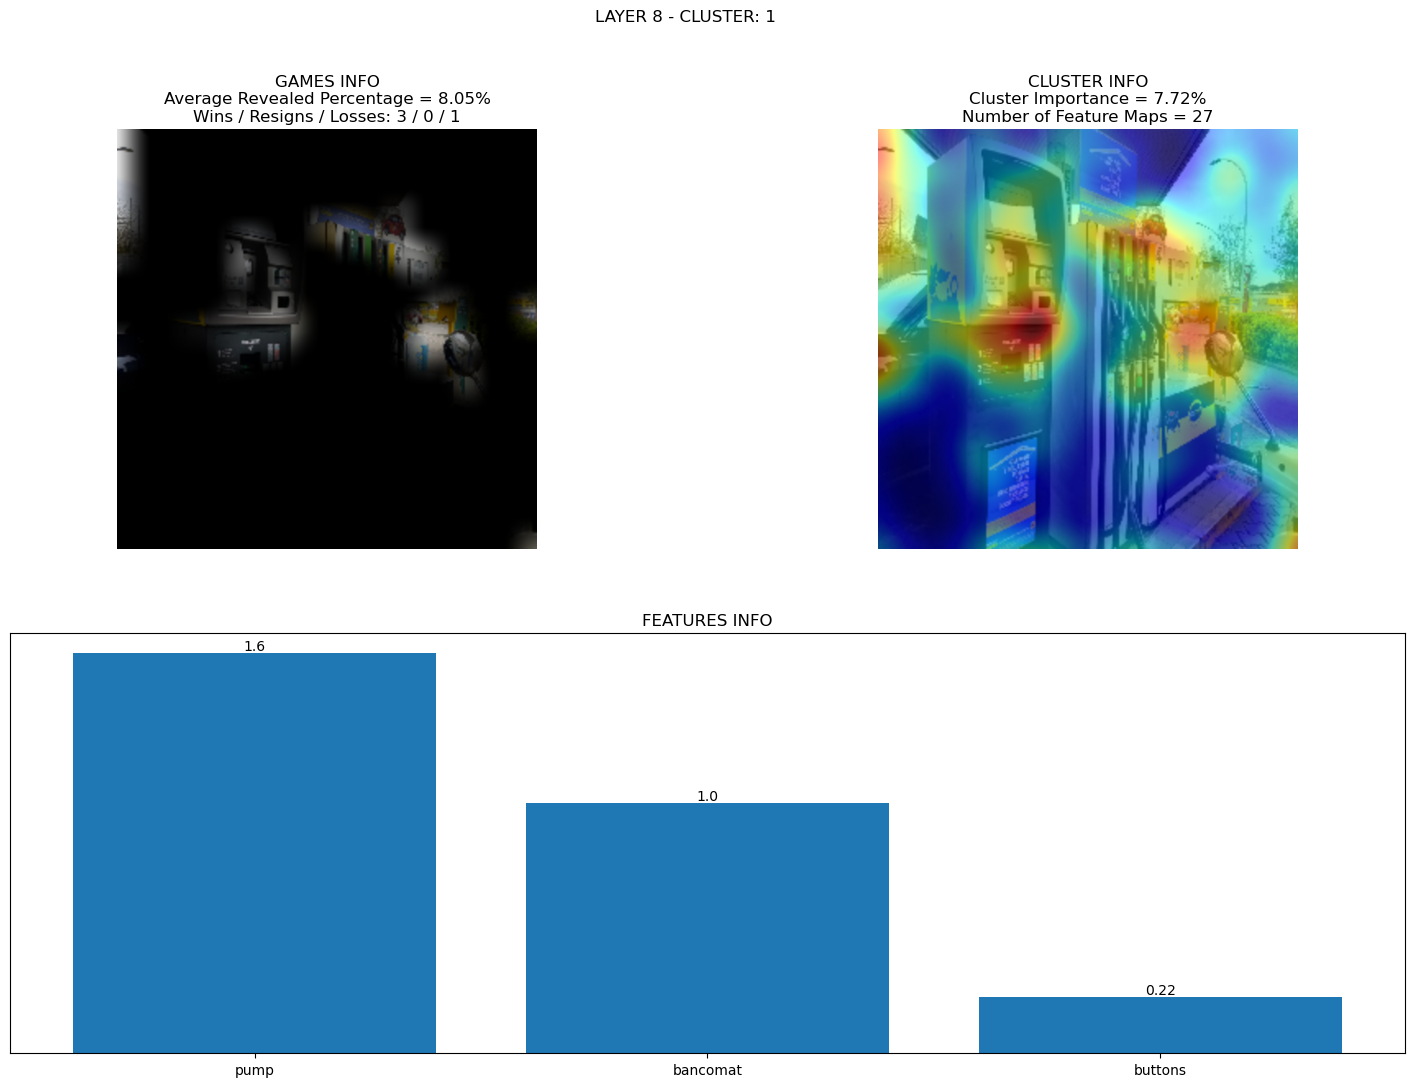 LAYER 8 - CLUSTER: 1
GAMES INFO
Average Revealed Percentage = 8.05%
Wins / Resigns / Losses: 3 / 0 / 1
CLUSTER INFO
Cluster Importance = 7.72%
Number of Feature Maps = 27
FEATURES INFO
1.6
1.0
0.22
pump
bancomat
buttons